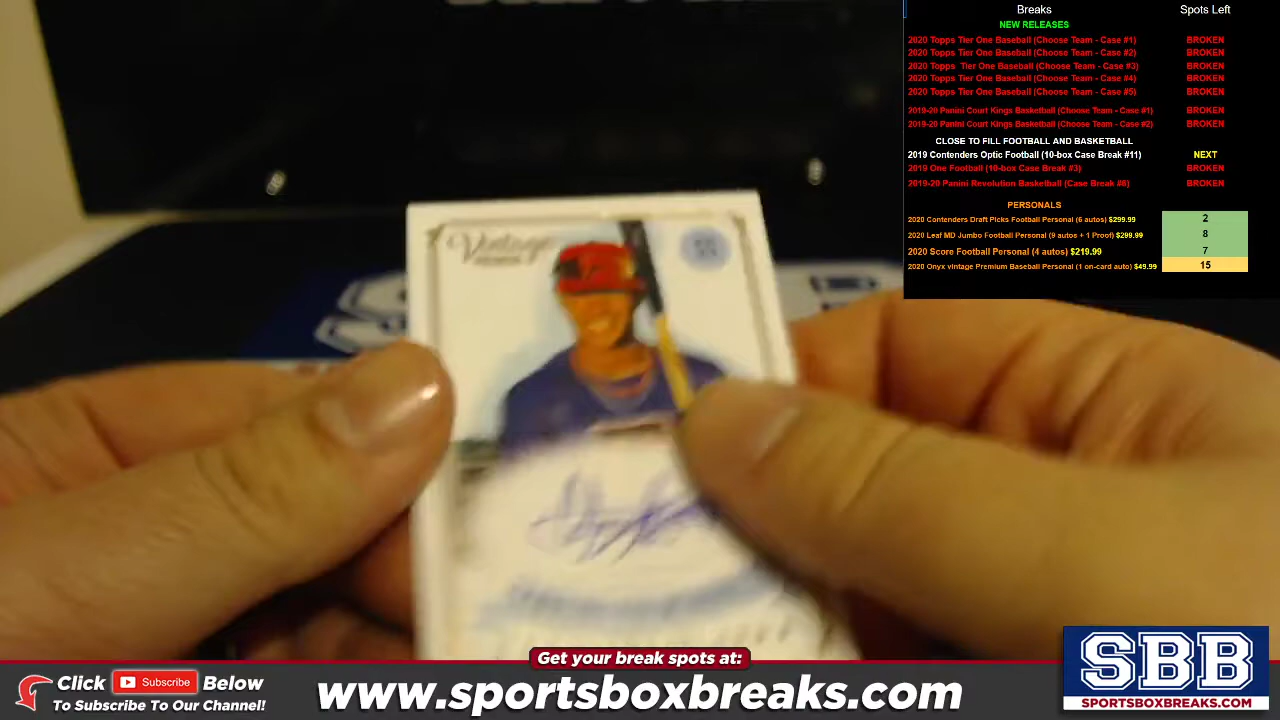 Breaks Spots Left
NEW RELEASES
2020 Topps Tier One Baseball (Choose Team - Case #1) BROKEN
2020 Topps Tier One Baseball (Choose Team - Case #2) BROKEN
2020 Topps Tier One Baseball (Choose Team - Case #3) BROKEN
2020 Topps Tier One Baseball (Choose Team - Case #4) BROKEN
2020 Topps Tier One Baseball (Choose Team - Case #5) BROKEN
2019-20 Panini Court Kings Basketball (Choose Team - Case #1) BROKEN
2019-20 Panini Court Kings Basketball (Choose Team - Case #2) BROKEN
CLOSE TO FILL FOOTBALL AND BASKETBALL
2019 Contenders Optic Football (10-box Case Break #11) NEXT
2019 One Football (10-box Case Break #3) BROKEN
2019-20 Panini Revolution Basketball (Case Break #8) BROKEN
PERSONALS
2020 Contenders Draft Picks Football Personal (6 autos) $299.99 2
2020 Leaf MD Jumbo Football Personal (9 autos + 1 Proof) $299.99 8
2020 Score Football Personal (4 autos) $219.99 7
2020 Onyx vintage Premium Baseball Personal (1 on-card auto) $49.99 15
Vintage
Get your break spots at:
Click Subscribe Below
To Subscribe To Our Channel!
www.sportsboxbreaks.com
SBB
SPORTSBOXBREAKS.COM